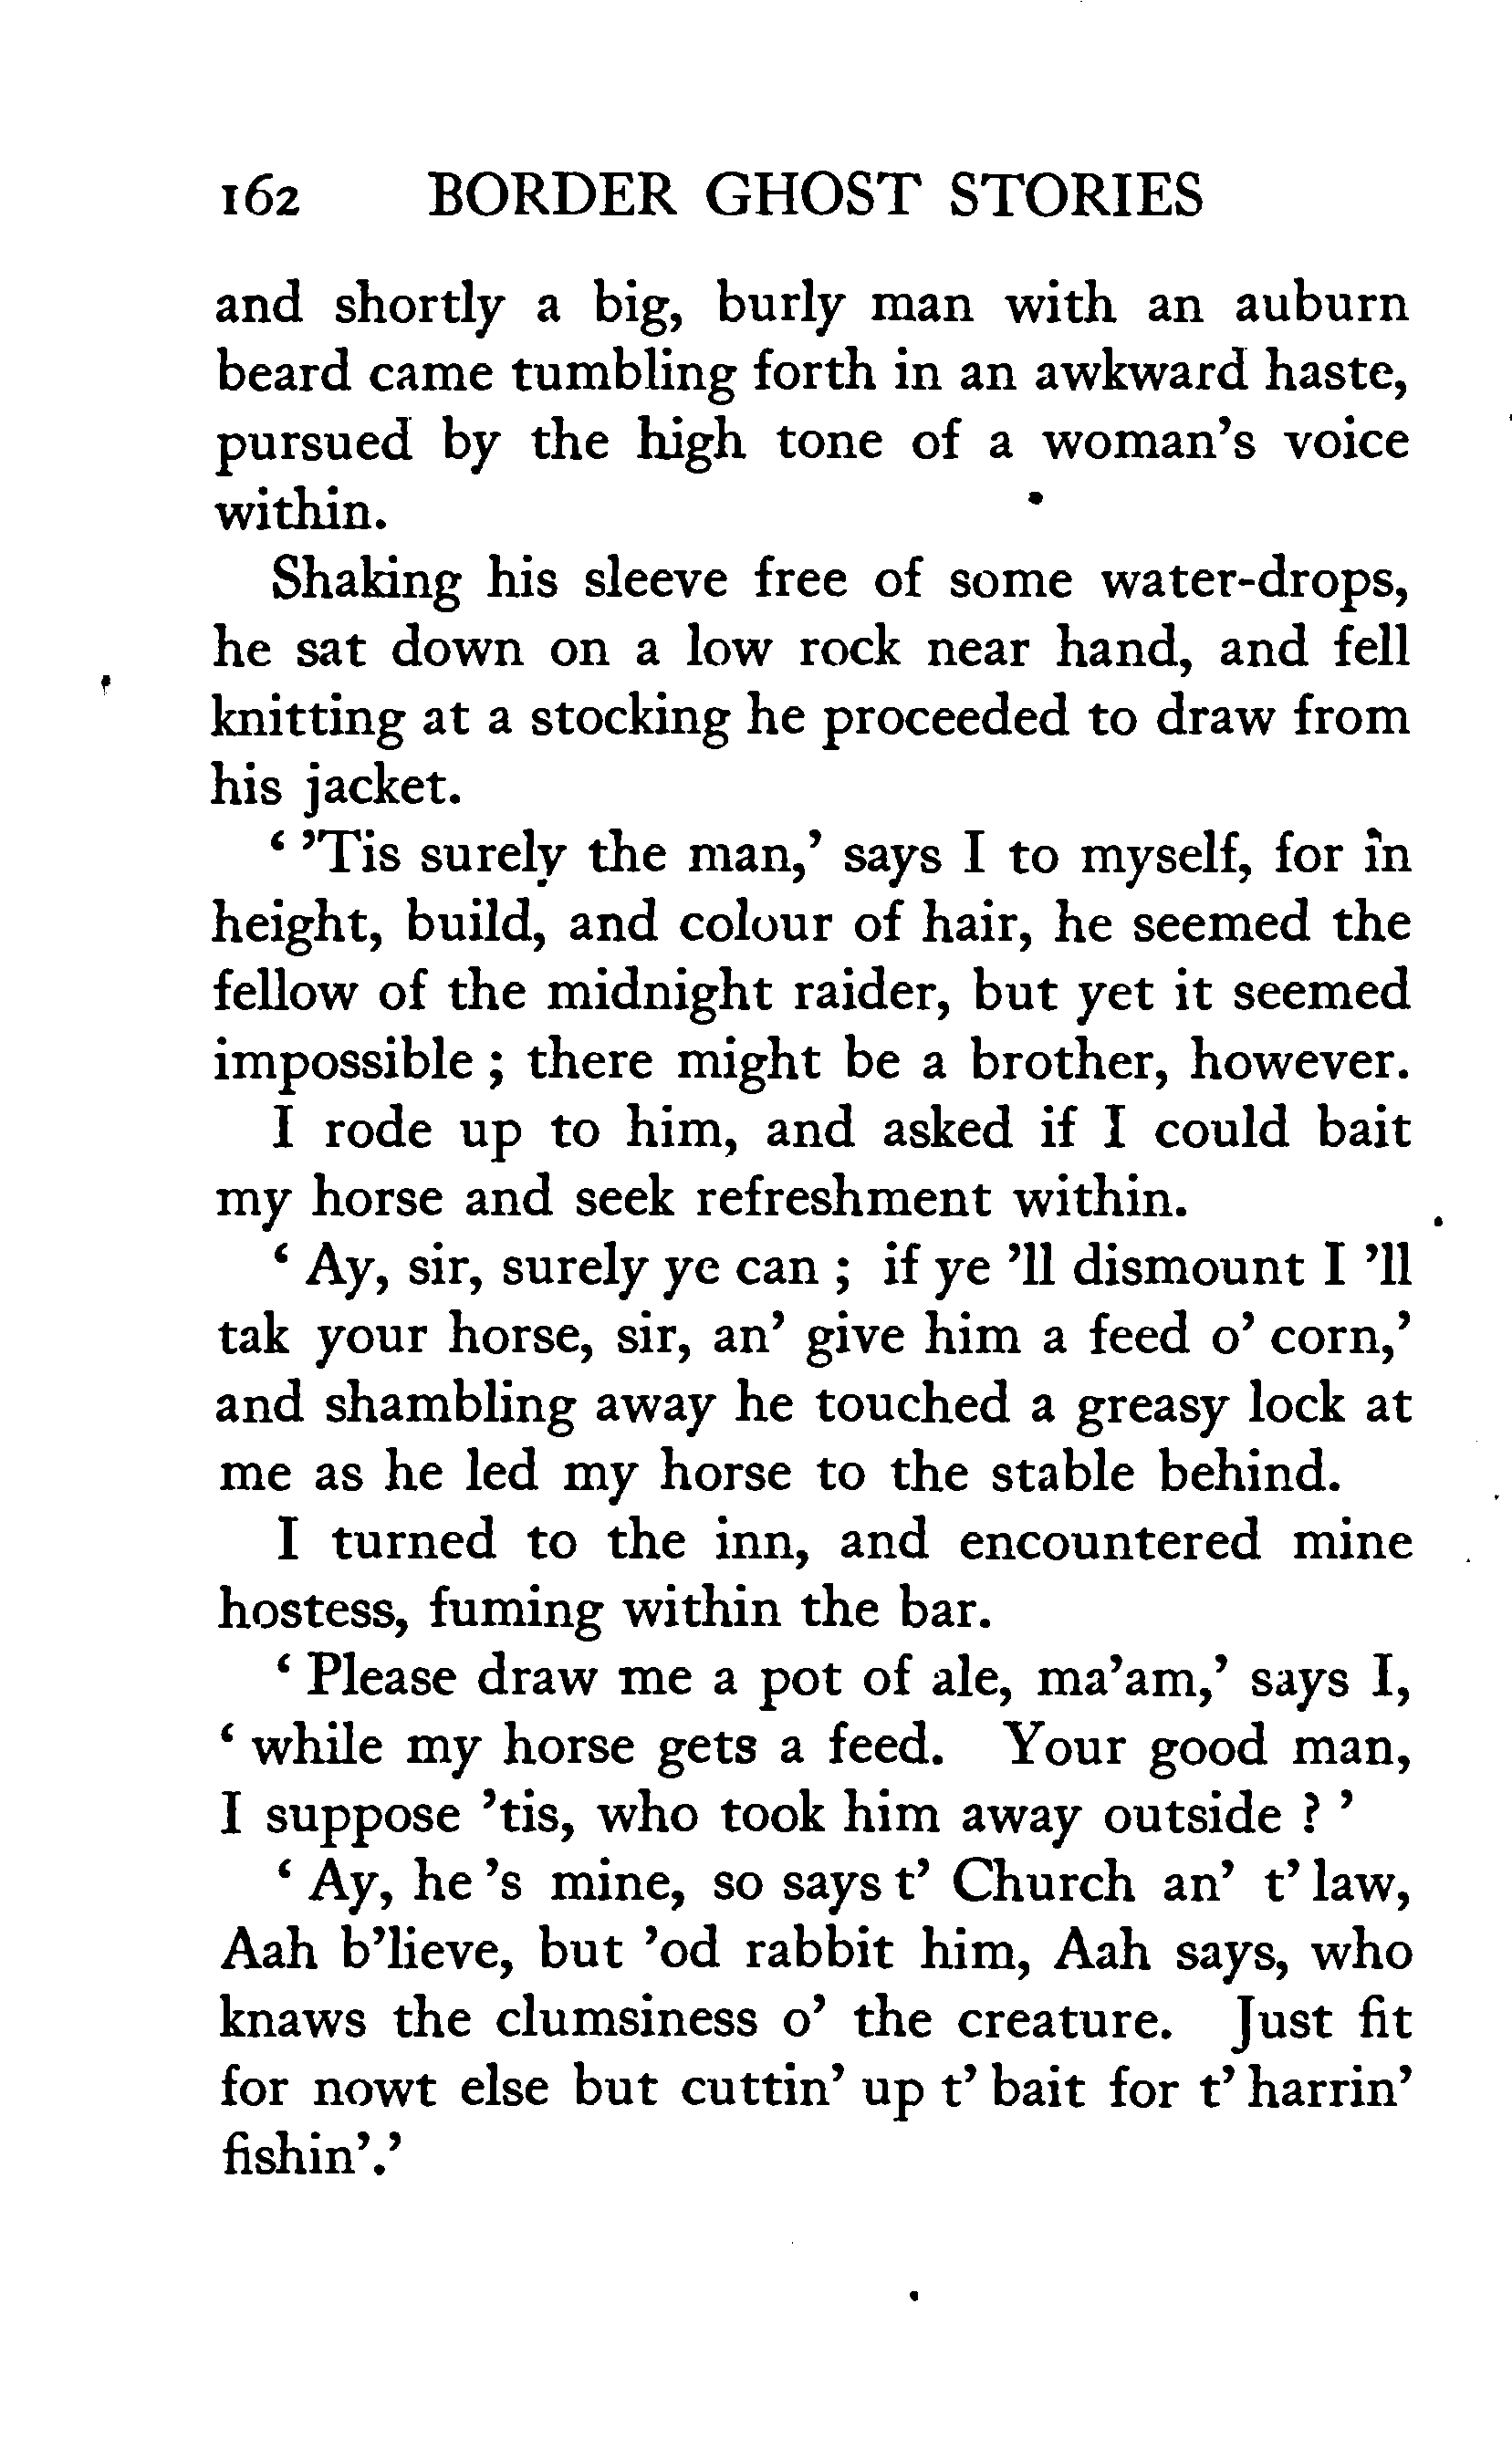 162 BORDER GHOST STORIES
and shortly a big, burly man with an auburn
beard came tumbling forth in an awkward haste,
pursued by the high tone of a woman's voice
within.
Shaking his sleeve free of some water-drops,
he sat down on a low rock near hand, and fell
knitting at a stocking he proceeded to draw from
his jacket.
‘ ’Tis surely the man,’ says I to myself, for in
height, build, and colour of hair, he seemed the
fellow of the midnight raider, but yet it seemed
impossible ; there might be a brother, however.
I rode up to him, and asked if I could bait
my horse and seek refreshment within.
‘ Ay, sir, surely ye can ; if ye ’ll dismount I ’ll
tak your horse, sir, an’ give him a feed o’ corn,’
and shambling away he touched a greasy lock at
me as he led my horse to the stable behind.
I turned to the inn, and encountered mine
hostess, fuming within the bar.
‘ Please draw me a pot of ale, ma’am,’ says I,
‘ while my horse gets a feed. Your good man,
I suppose ’tis, who took him away outside ? ’
‘ Ay, he ’s mine, so says t’ Church an’ t’ law,
Aah b’lieve, but ’od rabbit him, Aah says, who
knaws the clumsiness o’ the creature. Just fit
for nowt else but cuttin’ up t’ bait for t’ harrin’
fishin’.’